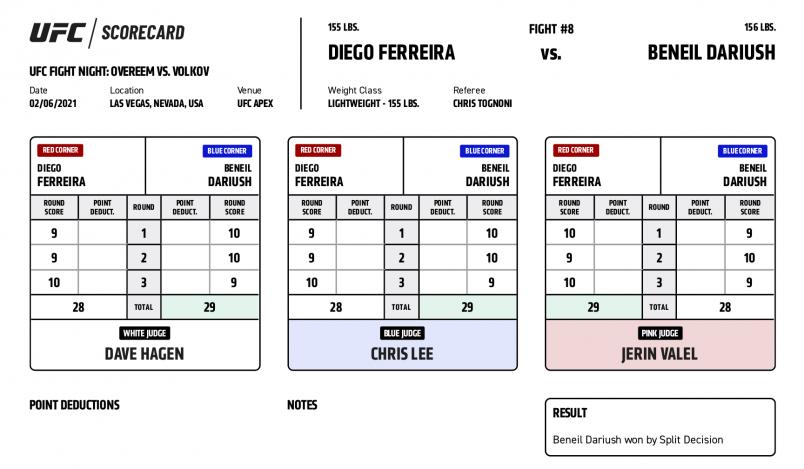 UFC SCORECARD
UFC FIGHT NIGHT: OVEREEM VS. VOLKOV
Date Location Venue
02/06/2021 LAS VEGAS, NEVADA, USA UFC APEX
155 LBS. FIGHT #8 156 LBS.
DIEGO FERREIRA VS. BENEIL DARIUSH
Weight Class Referee
LIGHTWEIGHT - 155 LBS. CHRIS TOGNONI
RED CORNER BLUE CORNER
DIEGO BENEIL
FERREIRA DARIUSH
ROUND SCORE POINT DEDUCT. ROUND POINT DEDUCT. ROUND SCORE
9 1 10
9 2 10
10 3 9
28 TOTAL 29
WHITE JUDGE
DAVE HAGEN
RED CORNER BLUE CORNER
DIEGO BENEIL
FERREIRA DARIUSH
ROUND SCORE POINT DEDUCT. ROUND POINT DEDUCT. ROUND SCORE
9 1 10
9 2 10
10 3 9
28 TOTAL 29
BLUE JUDGE
CHRIS LEE
RED CORNER BLUE CORNER
DIEGO BENEIL
FERREIRA DARIUSH
ROUND SCORE POINT DEDUCT. ROUND POINT DEDUCT. ROUND SCORE
10 1 9
9 2 10
10 3 9
29 TOTAL 28
PINK JUDGE
JERIN VALEL
POINT DEDUCTIONS
NOTES
RESULT
Beneil Dariush won by Split Decision